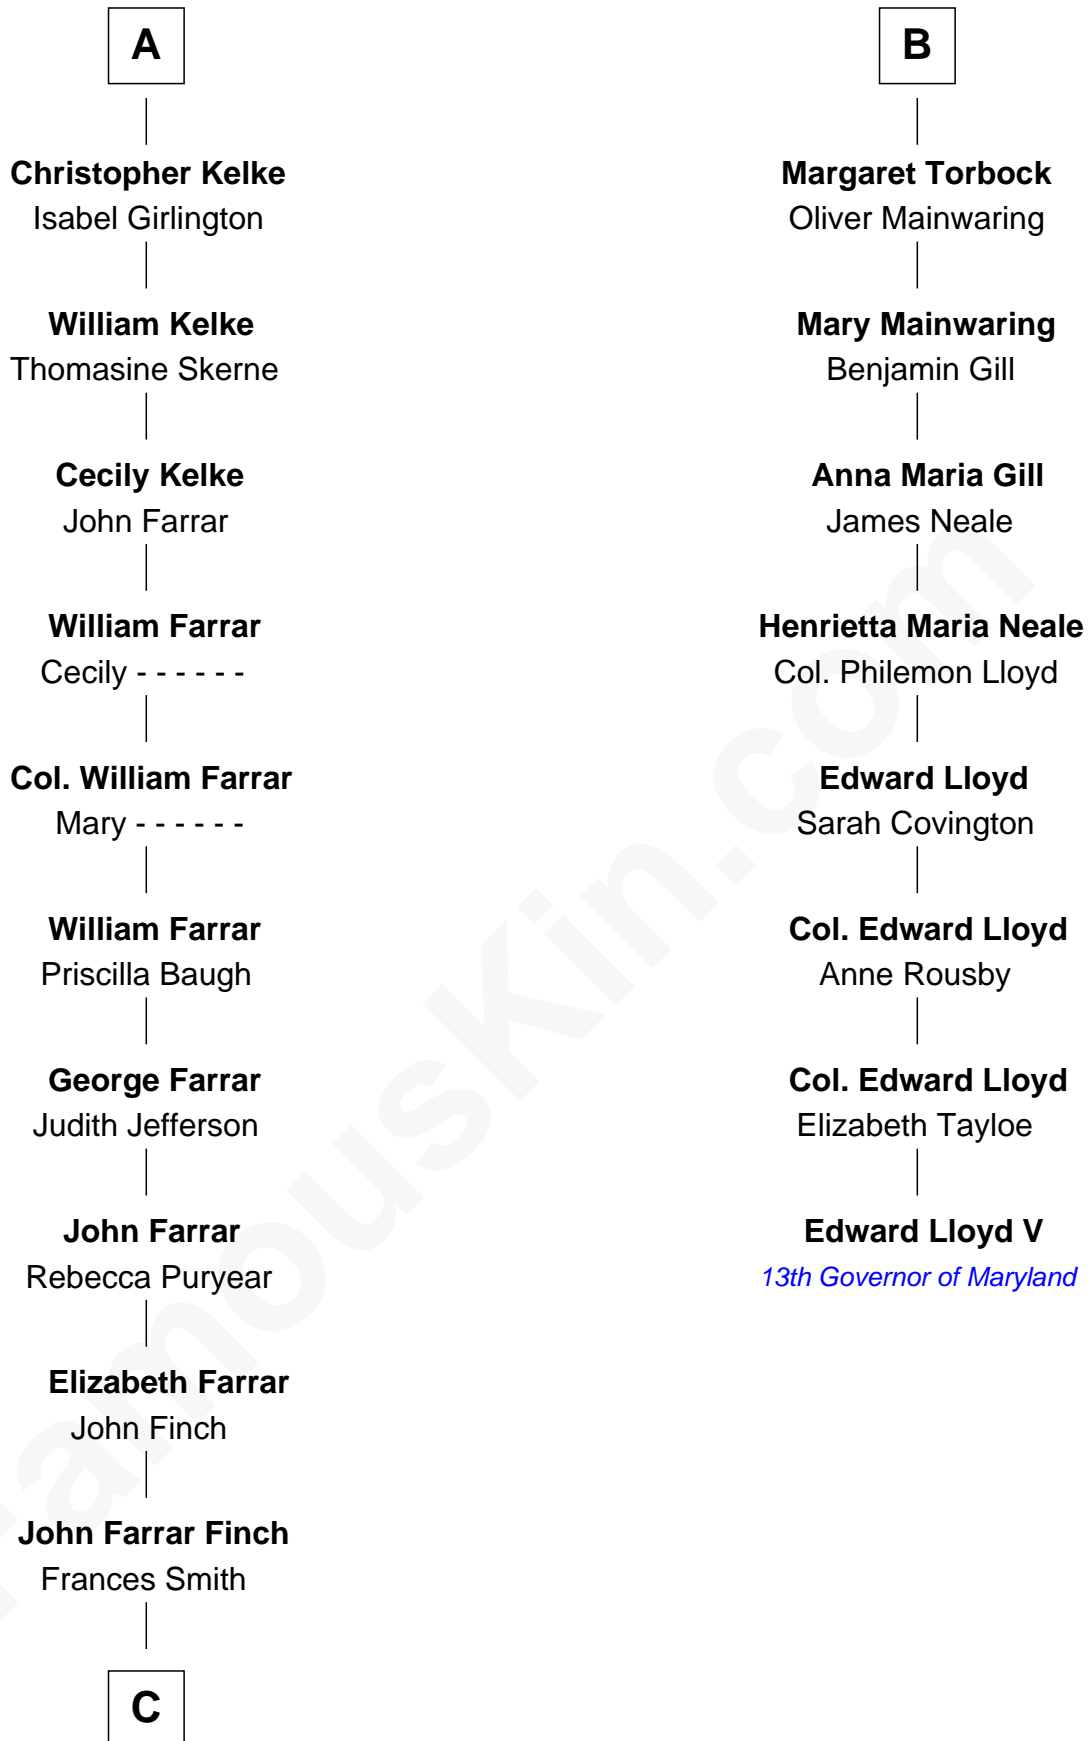 A
Christopher Kelke
Isabel Girlington
William Kelke
Thomasine Skerne
Cecily Kelke
John Farrar
William Farrar
Cecily - - - - - -
Col. William Farrar
Mary - - - - - -
William Farrar
Priscilla Baugh
George Farrar
Judith Jefferson
John Farrar
Rebecca Puryear
Elizabeth Farrar
John Finch
John Farrar Finch
Frances Smith
C
B
Margaret Torbock
Oliver Mainwaring
Mary Mainwaring
Benjamin Gill
Anna Maria Gill
James Neale
Henrietta Maria Neale
Col. Philemon Lloyd
Edward Lloyd
Sarah Covington
Col. Edward Lloyd
Anne Rousby
Col. Edward Lloyd
Elizabeth Tayloe
Edward Lloyd V
13th Governor of Maryland
FamousKin.com